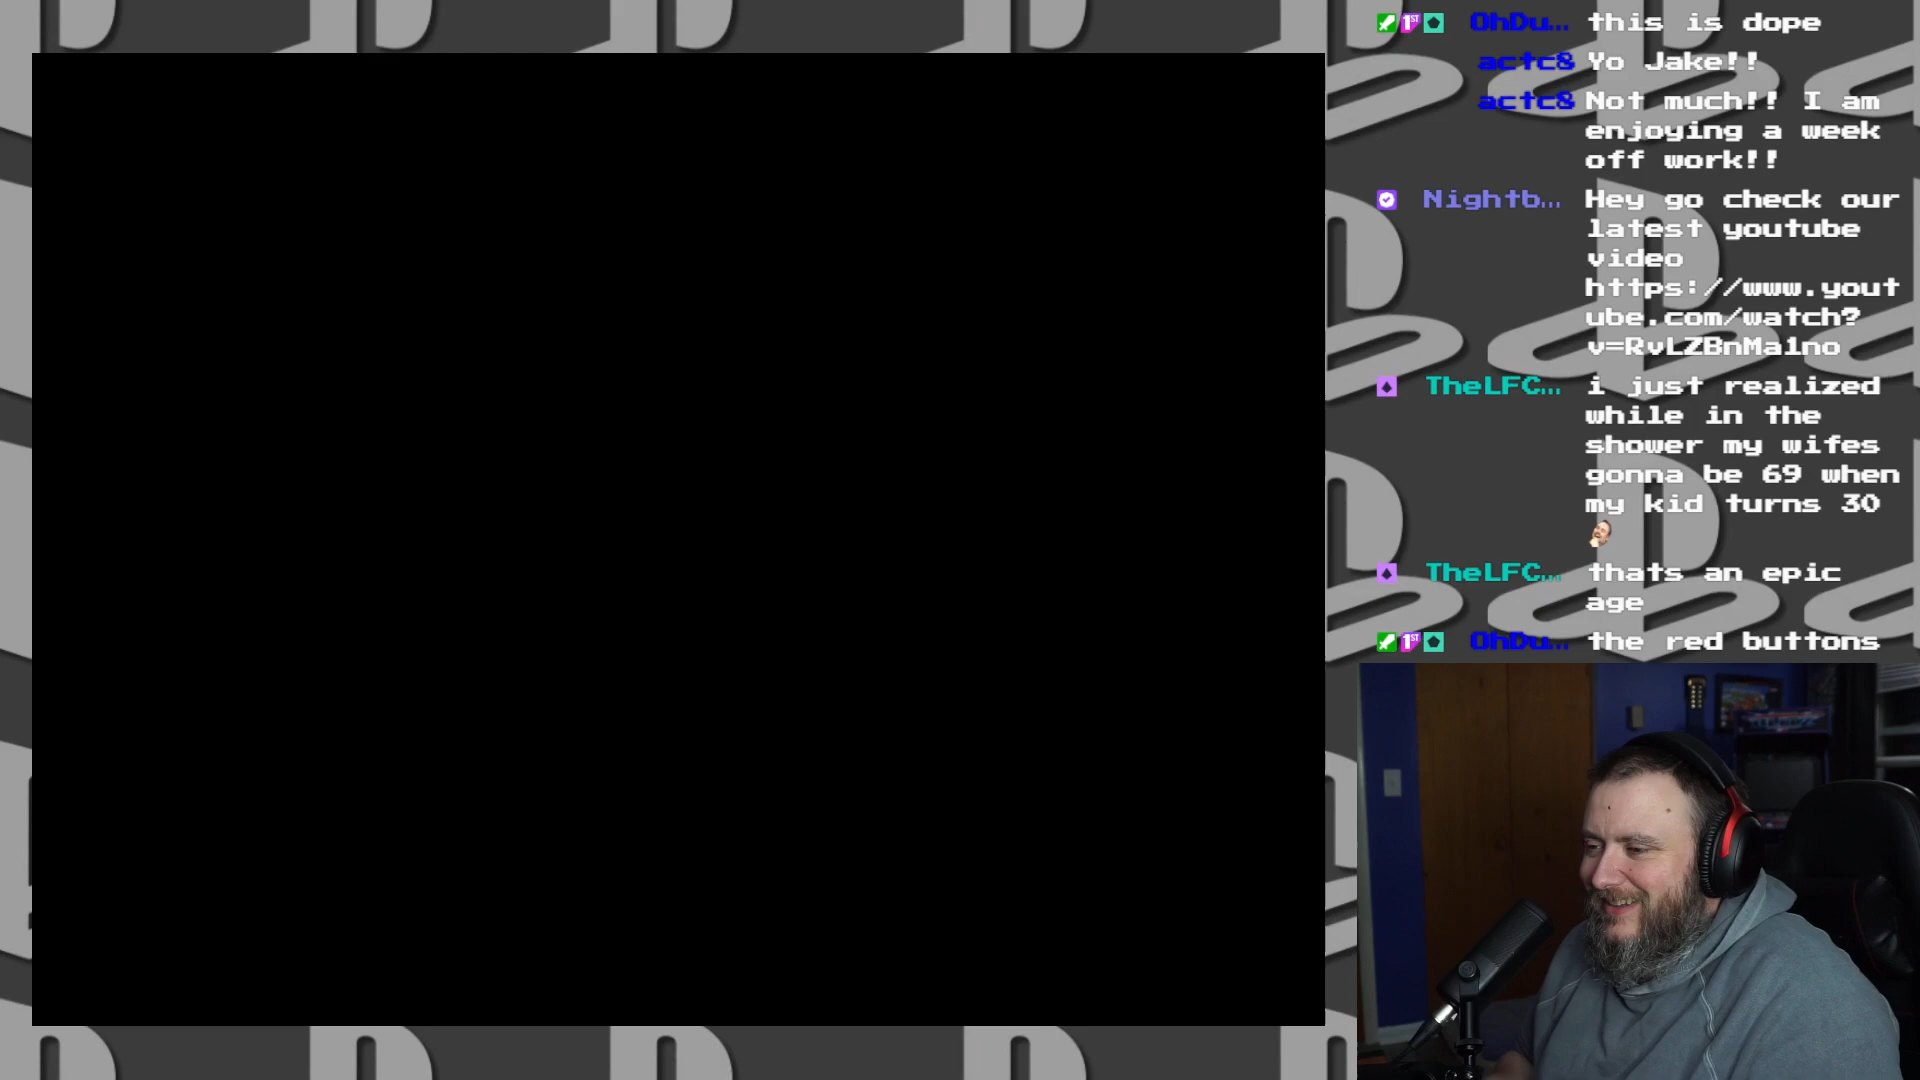 OhDu... this is dope
actc8 Yo Jake!!
actc8 Not much!! I am
enjoying a week
off work!!
Nightb... Hey go check our
latest youtube
video
https://www.yout
ube.com/watch?
v=RvLZBnMa1no
TheLFC... i just realized
while in the
shower my wifes
gonna be 69 when
my kid turns 30
TheLFC... thats an epic
age
OhDu... the red buttons